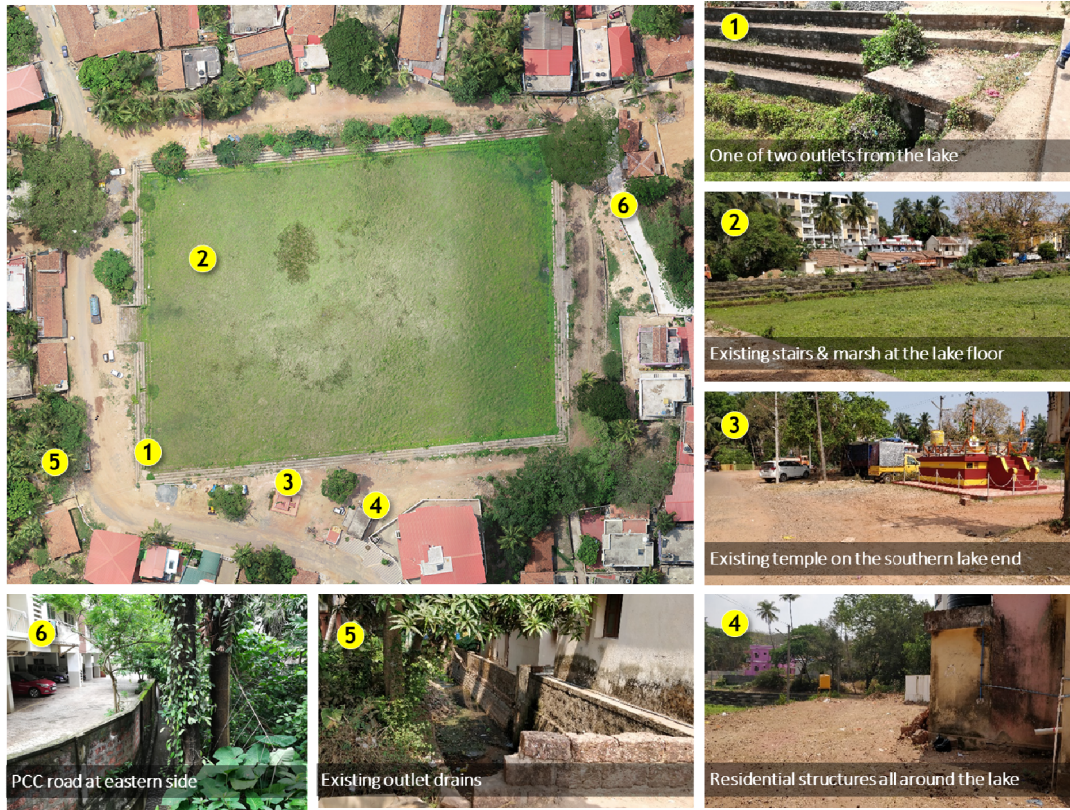 1
One of two outlets from the lake
2
Existing stairs & marsh at the lake floor
3
Existing temple on the southern lake end
4
Residential structures all around the lake
5
Existing outlet drains
6
PCC road at eastern side
6
2
1
5
3
4